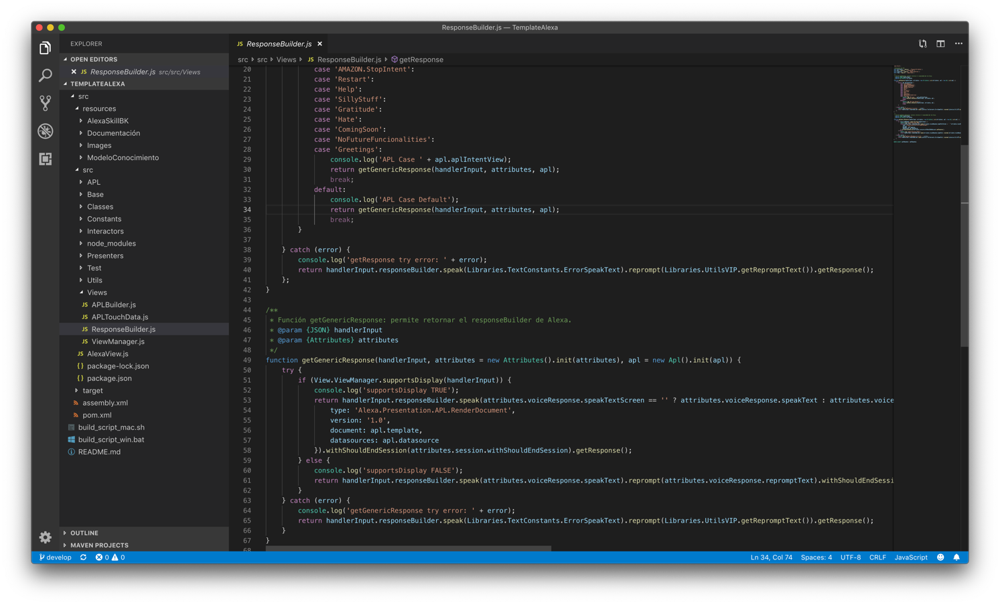 ResponseBuilder.js — TemplateAlexa
EXPLORER
OPEN EDITORS
JS ResponseBuilder.js src/src/Views
TEMPLATEALEXA
src
resources
AlexaSkillBK
Documentación
Images
ModeloConocimiento
src
APL
Base
Classes
Constants
Interactors
node_modules
Presenters
Test
Utils
Views
JS APLBuilder.js
JS APLTouchData.js
JS ResponseBuilder.js
JS ViewManager.js
JS AlexaView.js
{} package-lock.json
{} package.json
target
assembly.xml
pom.xml
build_script_mac.sh
build_script_win.bat
README.md
OUTLINE
MAVEN PROJECTS
JS ResponseBuilder.js ×
src ▸ src ▸ Views ▸ JS ResponseBuilder.js ▸ getResponse
20 case 'AMAZON.StopIntent':
21 case 'Restart':
22 case 'Help':
23 case 'SillyStuff':
24 case 'Gratitude':
25 case 'Hate':
26 case 'ComingSoon':
27 case 'NoFutureFuncionalities':
28 case 'Greetings':
29 console.log('APL Case ' + apl.aplIntentView);
30 return getGenericResponse(handlerInput, attributes, apl);
31 break;
32 default:
33 console.log('APL Case Default');
34 return getGenericResponse(handlerInput, attributes, apl);
35 break;
36 }
37
38 } catch (error) {
39 console.log('getResponse try error: ' + error);
40 return handlerInput.responseBuilder.speak(Libraries.TextConstants.ErrorSpeakText).reprompt(Libraries.UtilsVIP.getRepromptText()).getResponse();
41 };
42 }
43
44 /**
45 * Función getGenericResponse: permite retornar el responseBuilder de Alexa.
46 * @param {JSON} handlerInput
47 * @param {Attributes} attributes
48 */
49 function getGenericResponse(handlerInput, attributes = new Attributes().init(attributes), apl = new Apl().init(apl)) {
50 try {
51 if (View.ViewManager.supportsDisplay(handlerInput)) {
52 console.log('supportsDisplay TRUE');
53 return handlerInput.responseBuilder.speak(attributes.voiceResponse.speakTextScreen == '' ? attributes.voiceResponse.speakText : attributes.voice
54 type: 'Alexa.Presentation.APL.RenderDocument',
55 version: '1.0',
56 document: apl.template,
57 datasources: apl.datasource
58 }).withShouldEndSession(attributes.session.withShouldEndSession).getResponse();
59 } else {
60 console.log('supportsDisplay FALSE');
61 return handlerInput.responseBuilder.speak(attributes.voiceResponse.speakText).reprompt(attributes.voiceResponse.repromptText).withShouldEndSessi
62 }
63 } catch (error) {
64 console.log('getGenericResponse try error: ' + error);
65 return handlerInput.responseBuilder.speak(Libraries.TextConstants.ErrorSpeakText).reprompt(Libraries.UtilsVIP.getRepromptText()).getResponse();
66 }
67 }
68
develop 0 0 Ln 34, Col 74 Spaces: 4 UTF-8 CRLF JavaScript